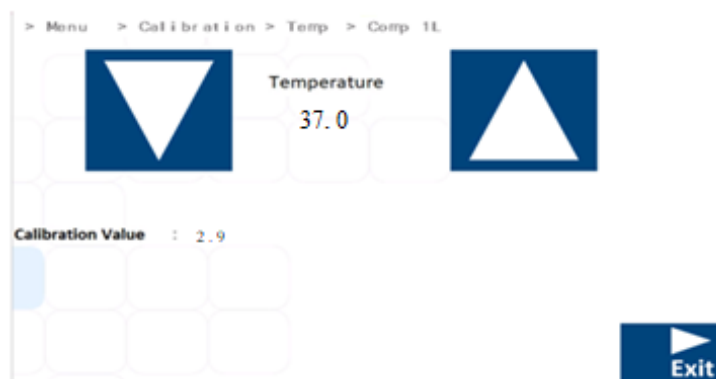 > Menu > Calibration > Temp > Comp 1L
Temperature
37.0
Calibration Value : 2.9
Exit